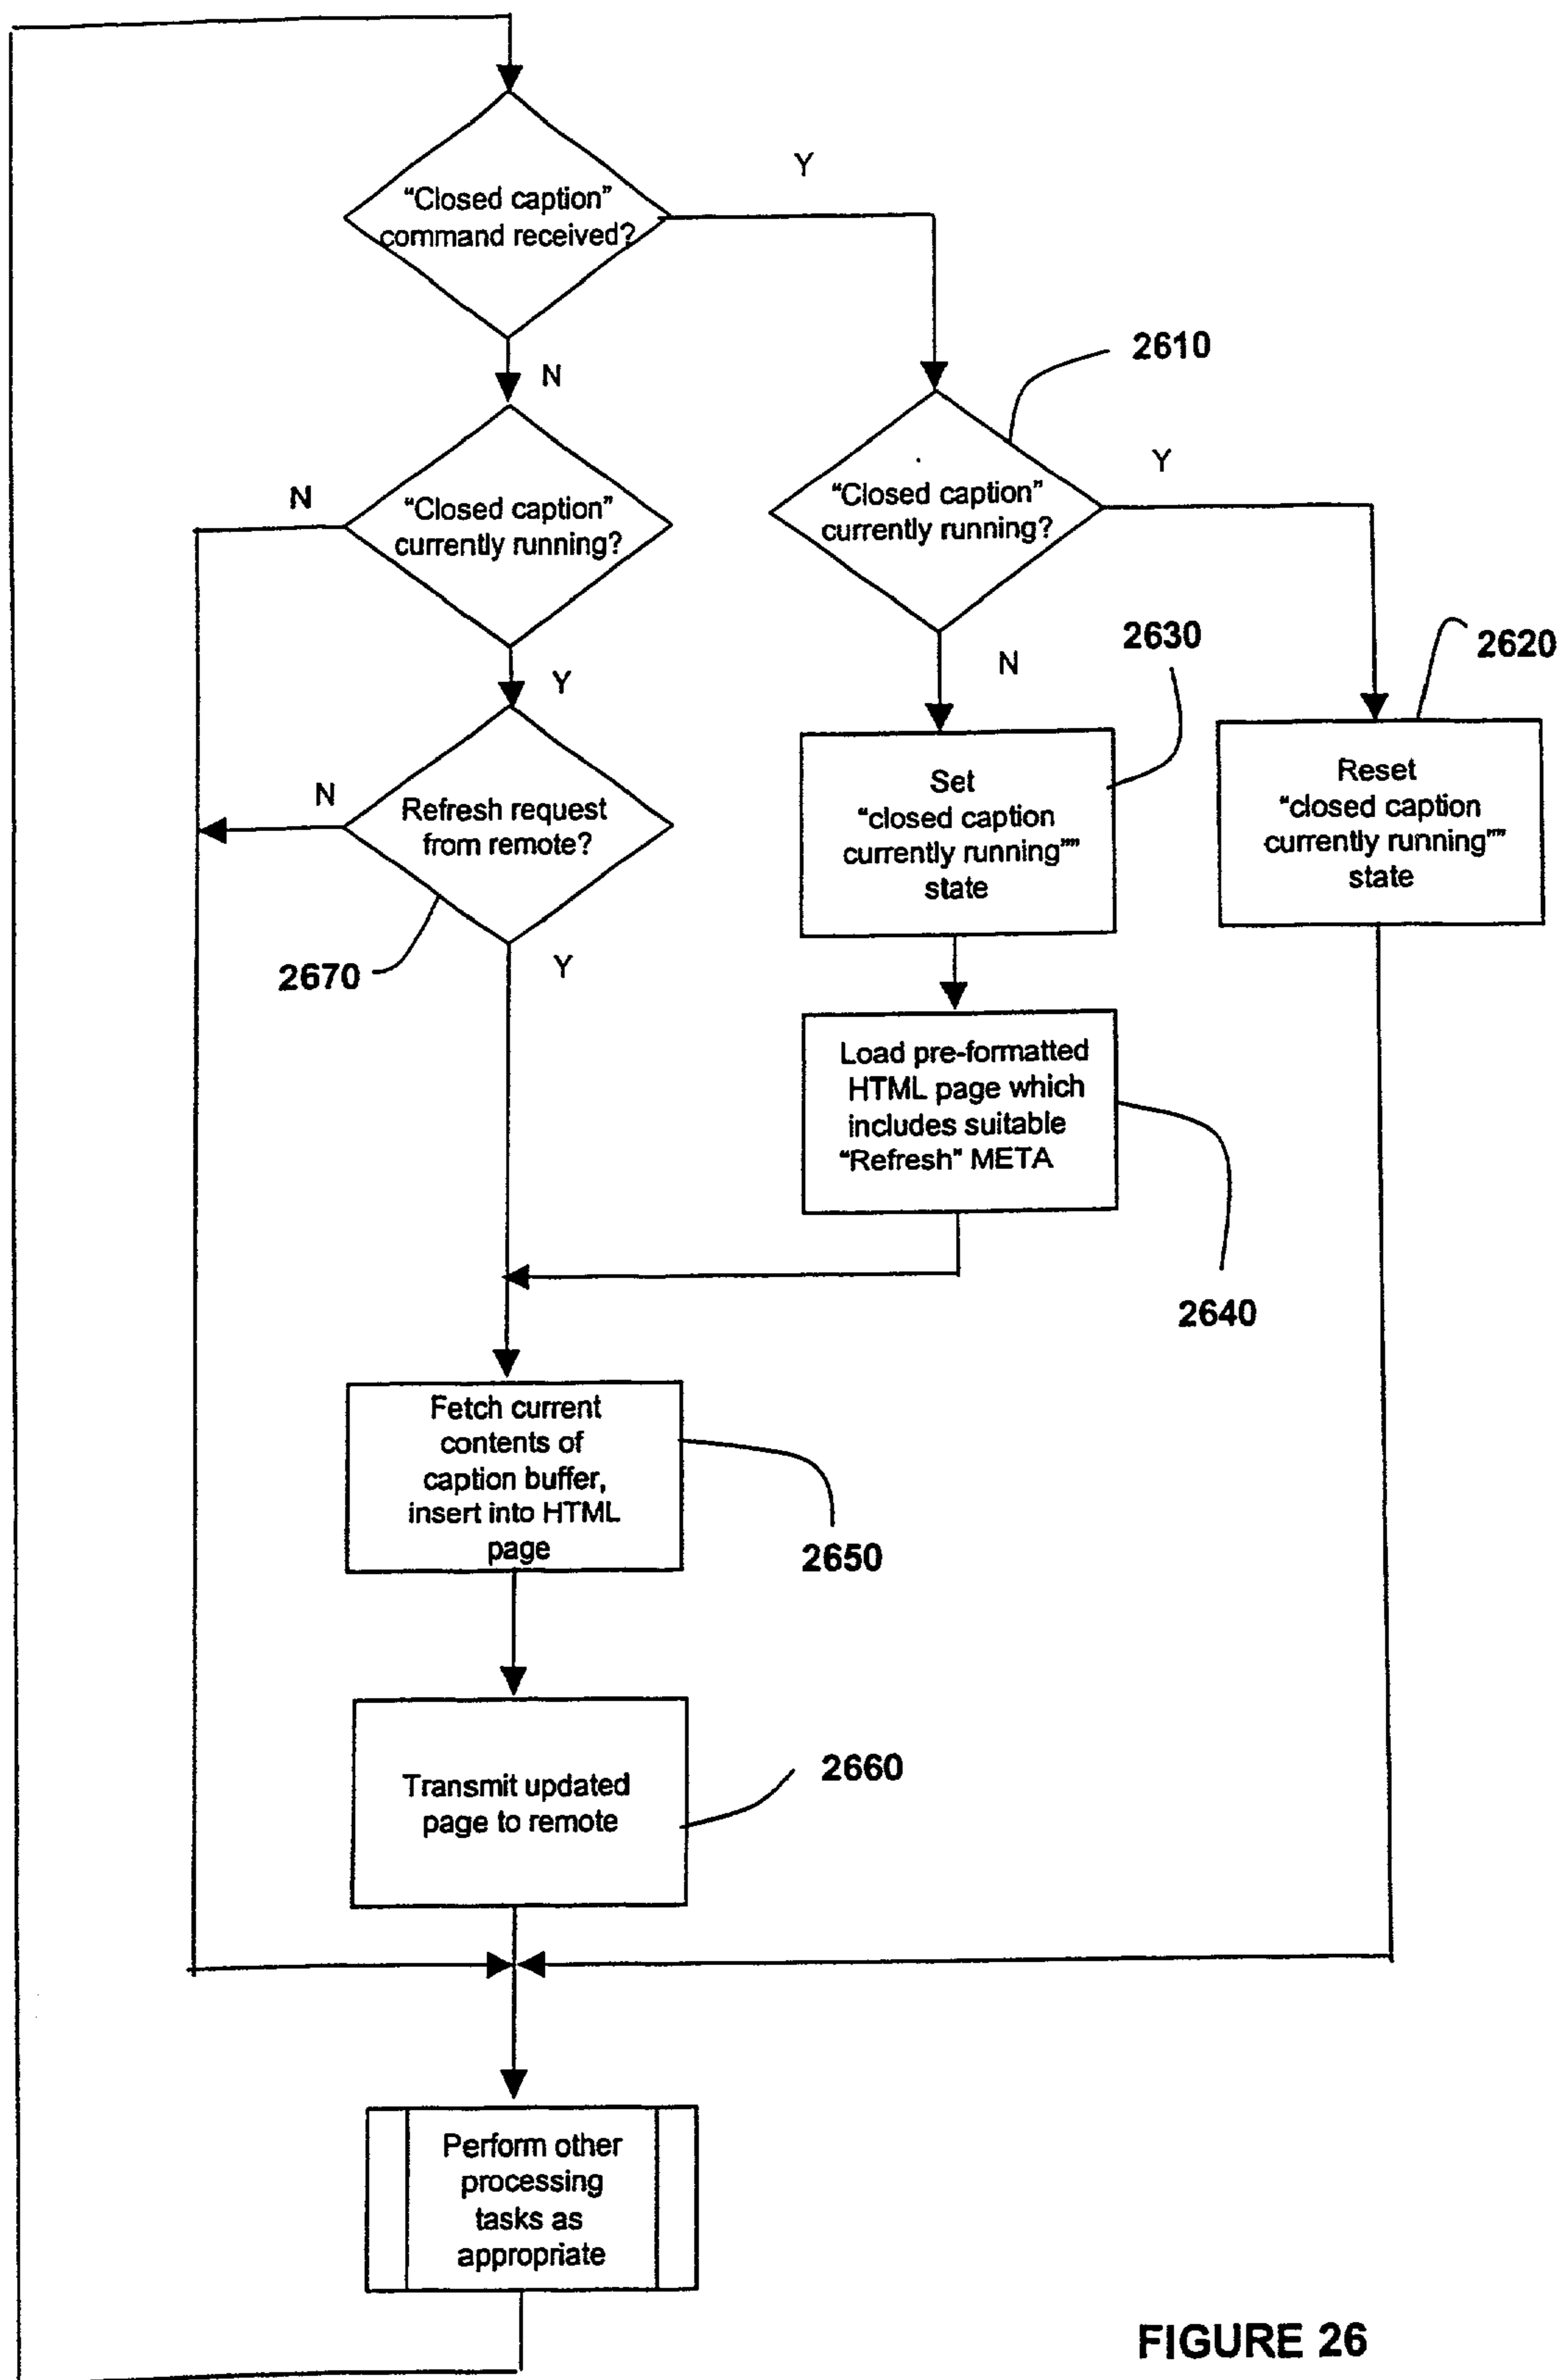 “Closed caption”
command received?
Y
N
2610
“Closed caption”
currently running?
N
Y
“Closed caption”
currently running?
Y
N
2630
2620
Y
Refresh request
from remote?
N
2670
Y
Set
“closed caption
currently running””
state
Reset
“closed caption
currently running””
state
Load pre-formatted
HTML page which
includes suitable
“Refresh” META
2640
Fetch current
contents of
caption buffer,
insert into HTML
page
2650
Transmit updated
page to remote
2660
Perform other
processing
tasks as
appropriate
FIGURE 26